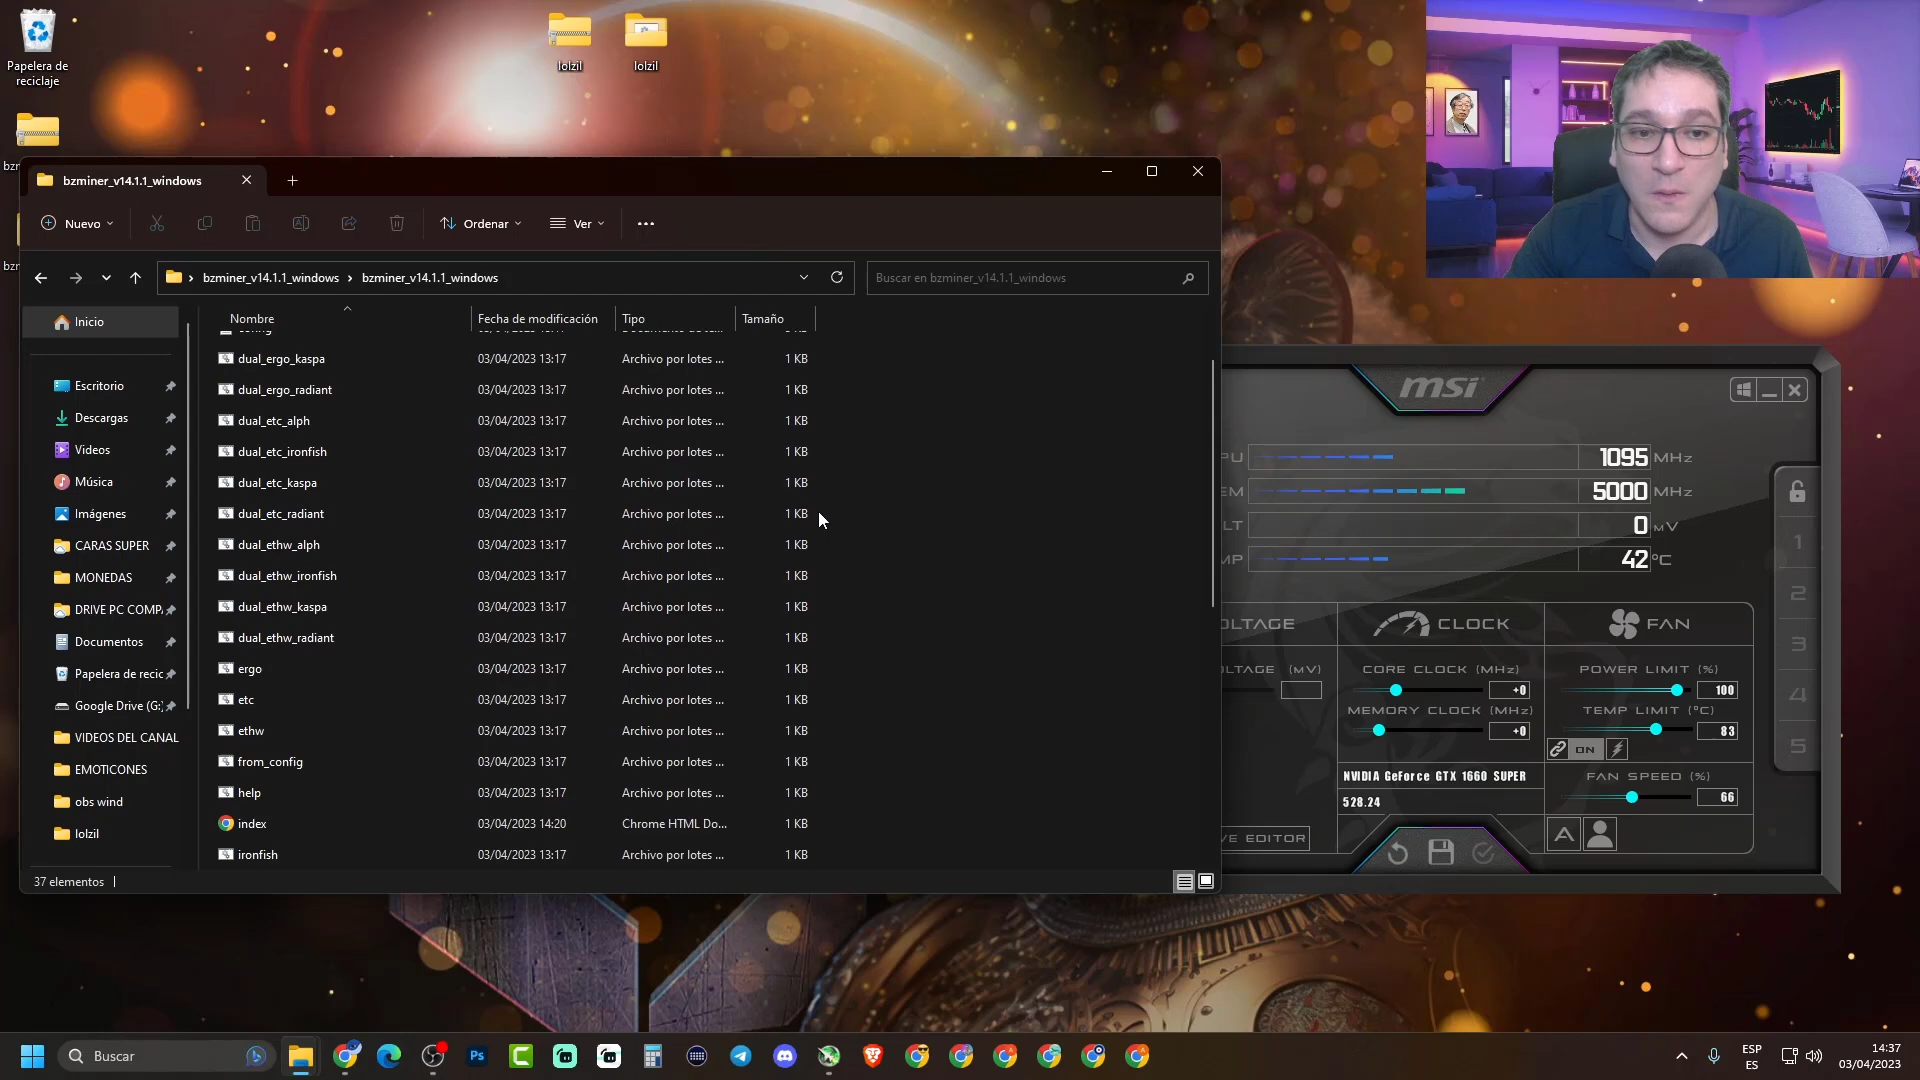 Papelera de
reciclaje
lolzil
lolzil
bzminer_v14.1.1_windows
Nuevo
Ordenar
Ver
bzminer_v14.1.1_windows
bzminer_v14.1.1_windows
Buscar en bzminer_v14.1.1_windows
Inicio
Escritorio
Descargas
Videos
Música
Imágenes
CARAS SUPER
MONEDAS
DRIVE PC COMP
Documentos
Papelera de recic
Google Drive (G:)
VIDEOS DEL CANAL
EMOTICONES
obs wind
lolzil
Nombre Fecha de modificación Tipo Tamaño
dual_ergo_kaspa 03/04/2023 13:17 Archivo por lotes ... 1 KB
dual_ergo_radiant 03/04/2023 13:17 Archivo por lotes ... 1 KB
dual_etc_alph 03/04/2023 13:17 Archivo por lotes ... 1 KB
dual_etc_ironfish 03/04/2023 13:17 Archivo por lotes ... 1 KB
dual_etc_kaspa 03/04/2023 13:17 Archivo por lotes ... 1 KB
dual_etc_radiant 03/04/2023 13:17 Archivo por lotes ... 1 KB
dual_ethw_alph 03/04/2023 13:17 Archivo por lotes ... 1 KB
dual_ethw_ironfish 03/04/2023 13:17 Archivo por lotes ... 1 KB
dual_ethw_kaspa 03/04/2023 13:17 Archivo por lotes ... 1 KB
dual_ethw_radiant 03/04/2023 13:17 Archivo por lotes ... 1 KB
ergo 03/04/2023 13:17 Archivo por lotes ... 1 KB
etc 03/04/2023 13:17 Archivo por lotes ... 1 KB
ethw 03/04/2023 13:17 Archivo por lotes ... 1 KB
from_config 03/04/2023 13:17 Archivo por lotes ... 1 KB
help 03/04/2023 13:17 Archivo por lotes ... 1 KB
index 03/04/2023 14:20 Chrome HTML Do... 1 KB
ironfish 03/04/2023 13:17 Archivo por lotes ... 1 KB
37 elementos
msi
1095 MHz
5000 MHz
0 MV
42 °C
1
2
3
4
5
CLOCK
FAN
CORE CLOCK (MHz)
+0
MEMORY CLOCK (MHz)
+0
POWER LIMIT (%)
100
TEMP LIMIT (°C)
83
ON
NVIDIA GeForce GTX 1660 SUPER
528.24
FAN SPEED (%)
66
EDITOR
A
Buscar
Ps
ESP
ES
14:37
03/04/2023